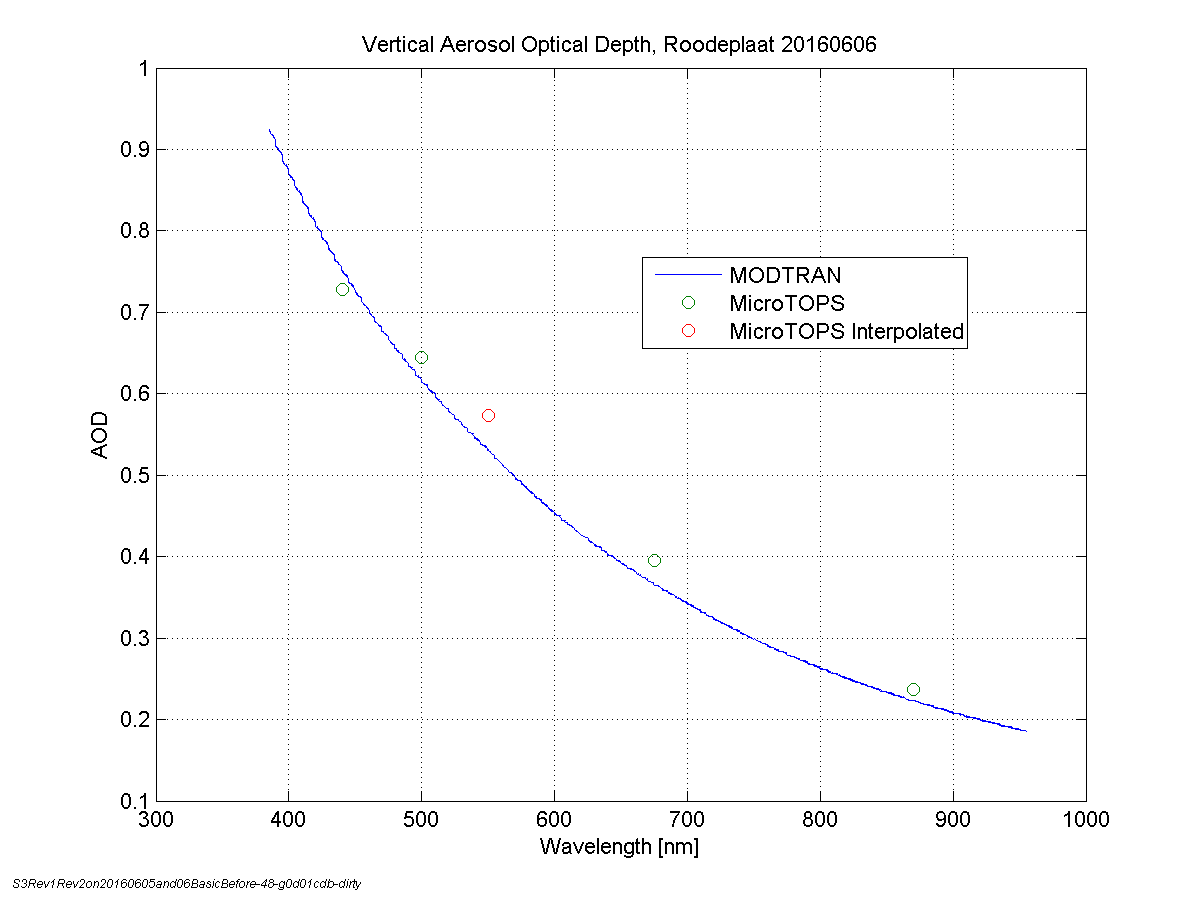 Vertical Aerosol Optical Depth, Roodeplaat 20160606
1
0.9
0.8
0.7
0.6
0.5
0.4
0.3
0.2
0.1
AOD
MODTRAN
MicroTOPS
MicroTOPS Interpolated
300 400 500 600 700 800 900 1000
Wavelength [nm]
S3Rev1Rev2on20160605and06BasicBefore-48-g0d01cdb-dirty